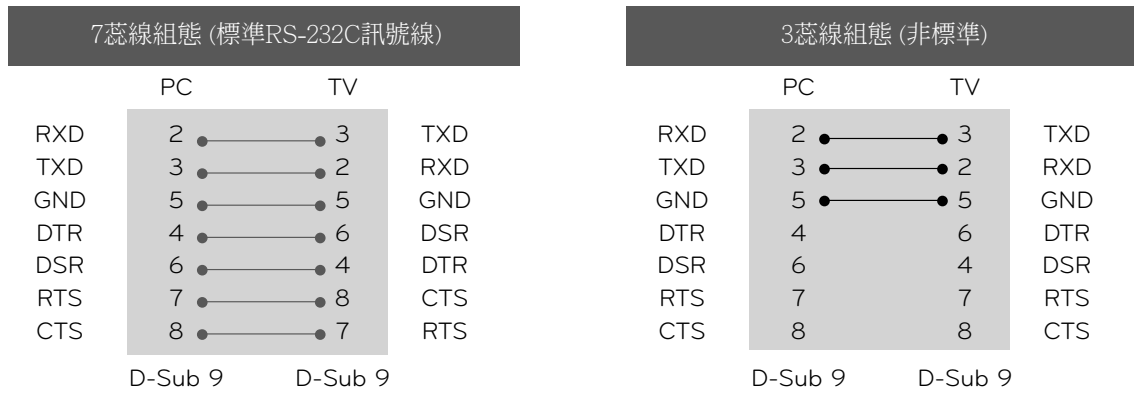 7蕊線組態 (標準RS-232C訊號線)
PC TV
RXD 2 3 TXD
TXD 3 2 RXD
GND 5 5 GND
DTR 4 6 DSR
DSR 6 4 DTR
RTS 7 8 CTS
CTS 8 7 RTS
D-Sub 9 D-Sub 9
3蕊線組態 (非標準)
PC TV
RXD 2 3 TXD
TXD 3 2 RXD
GND 5 5 GND
DTR 4 6 DTR
DSR 6 4 DSR
RTS 7 7 RTS
CTS 8 8 CTS
D-Sub 9 D-Sub 9